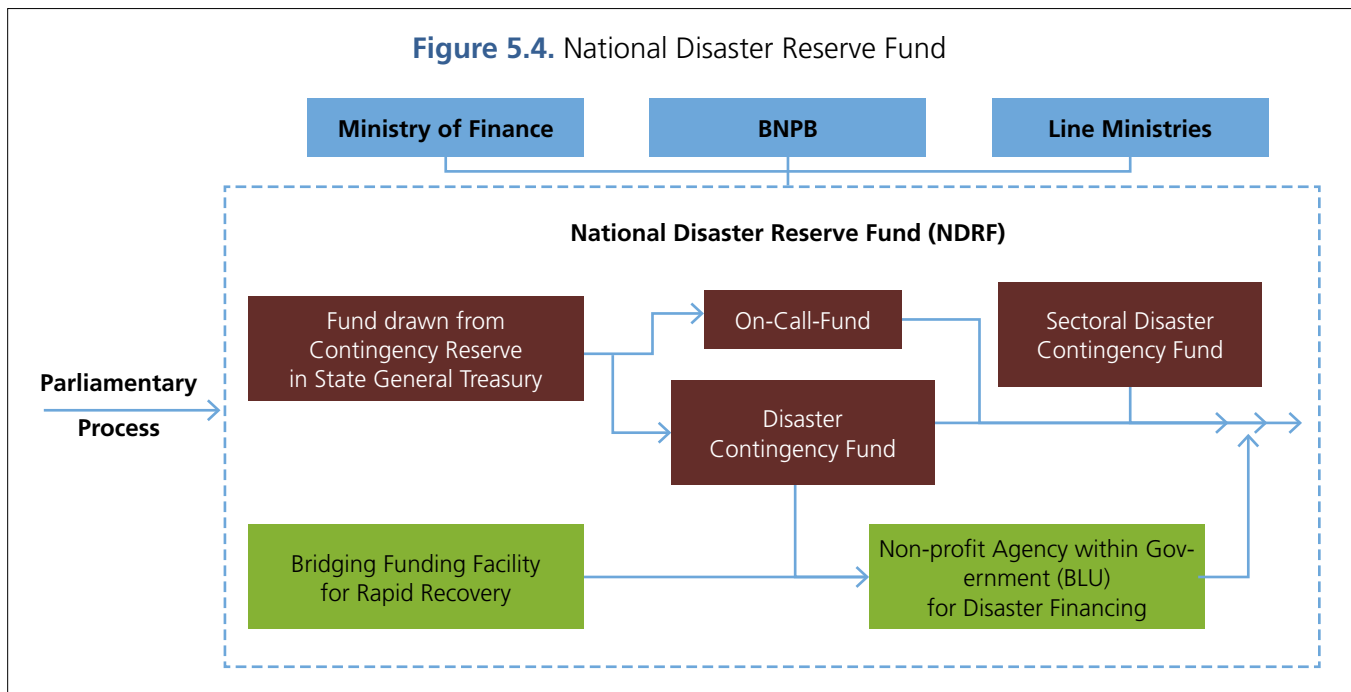 Figure 5.4. National Disaster Reserve Fund
Ministry of Finance
BNPB
Line Ministries
National Disaster Reserve Fund (NDRF)
Fund drawn from
Contingency Reserve
in State General Treasury
On-Call-Fund
Sectoral Disaster
Contingency Fund
Parliamentary
Process
Disaster
Contingency Fund
Bridging Funding Facility
for Rapid Recovery
Non-profit Agency within Gov-
ernment (BLU)
for Disaster Financing